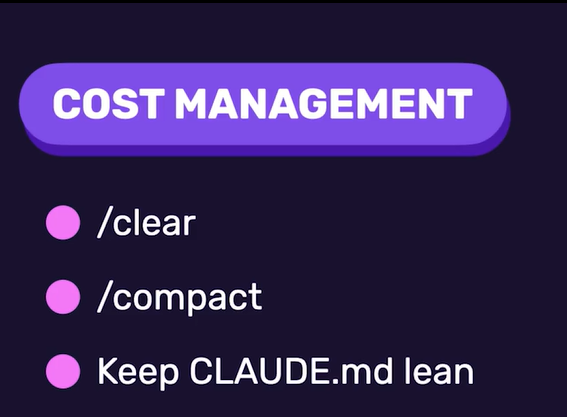 COST MANAGEMENT
/clear
/compact
Keep CLAUDE.md lean